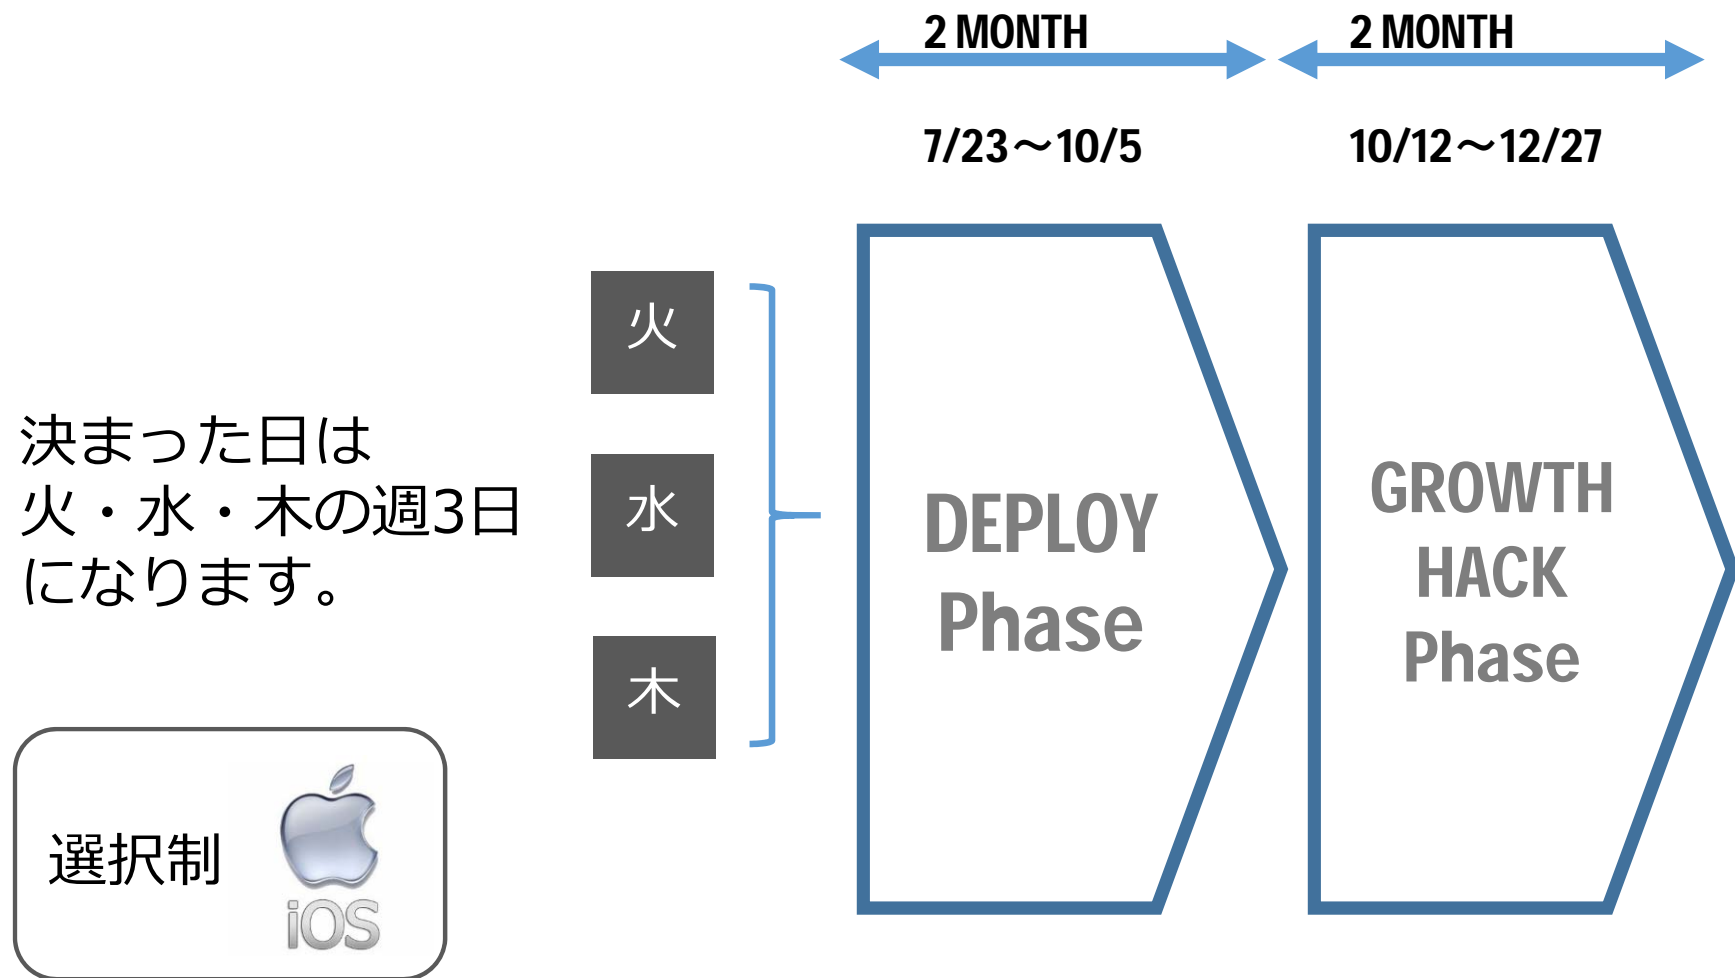 2 MONTH
2 MONTH
7/23～10/5
10/12～12/27
火
水
木
決まった日は
火・水・木の週3日
になります。
DEPLOY
Phase
GROWTH
HACK
Phase
選択制
iOS